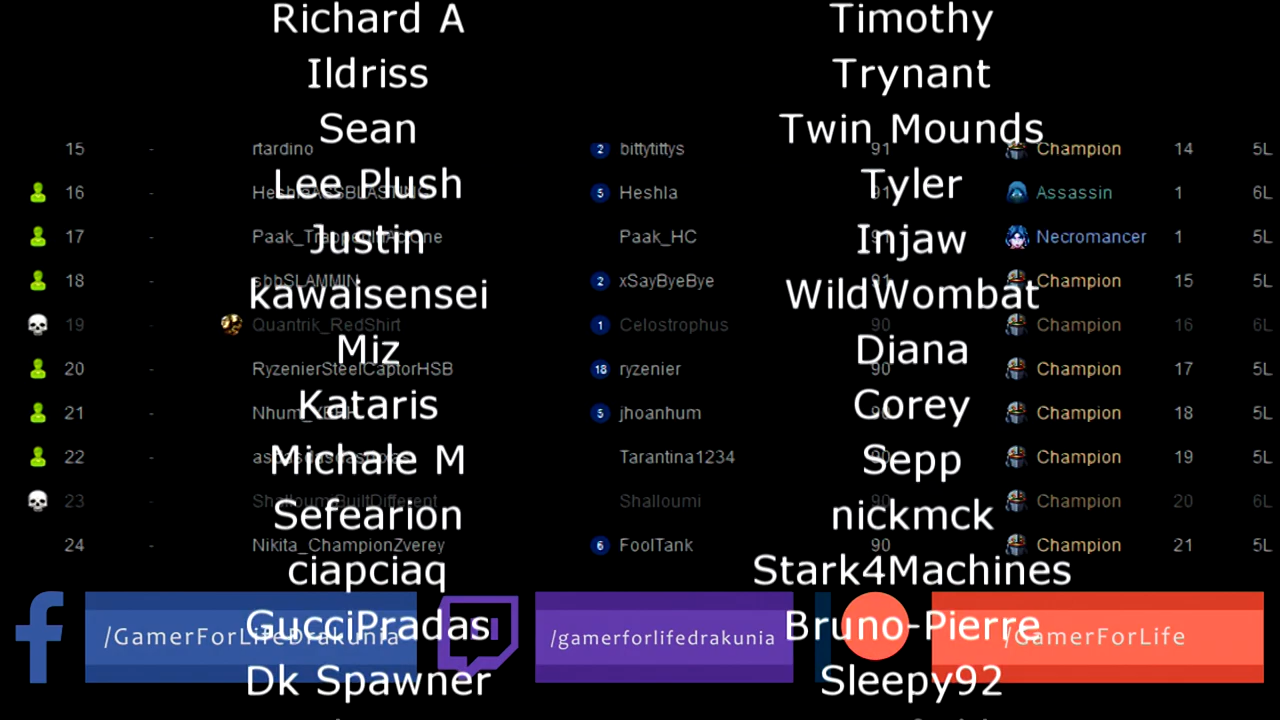 Richard A
Timothy
Ildriss
Trynant
Sean
Twin Mounds
15 - rtardino 2 bittytittys 91 Champion 14 5L
Lee Plush
Tyler
16 - 5 Heshla 91 Assassin 1 6L
Justin
Injaw
17 - Paak_HC 91 Necromancer 1 5L
18 - 2 xSayByeBye 91 Champion 15 5L
kawaisensei
WildWombat
19 - Quantrik_RedShirt 1 Celostrophus 90 Champion 16 6L
Miz
Diana
20 - RyzenierSteelCaptorHSB 18 ryzenier 90 Champion 17 5L
Kataris
Corey
21 - 5 jhoanhum Champion 18 5L
Michale M
Sepp
22 - Tarantina1234 Champion 19 5L
23 - ShalloumiBuiltDifferent Shalloumi 90 Champion 20 6L
Sefearion
nickmck
24 - Nikita_ChampionZverey 6 FoolTank 90 Champion 21 5L
ciapciaq
Stark4Machines
GucciPradas
Bruno-Pierre
/GamerForLifeDrakunia
/gamerforlifedrakunia
/GamerForLife
Dk Spawner
Sleepy92